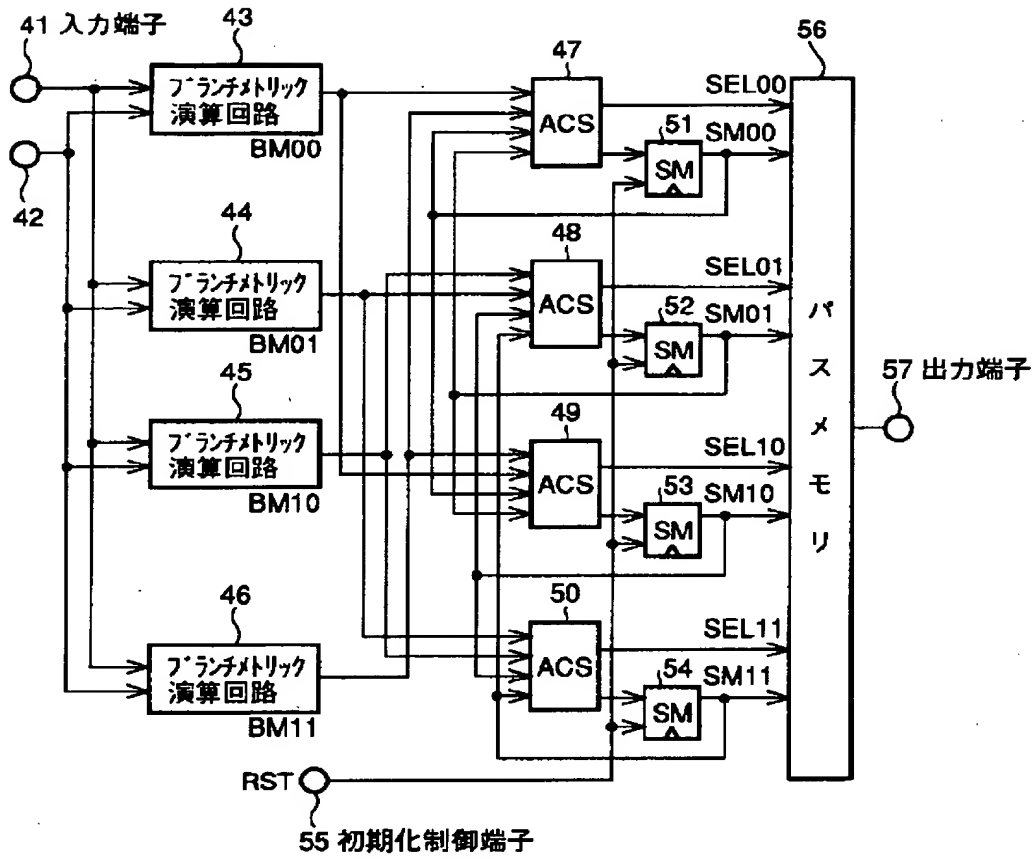 41 入力端子
42
43
ブランチメトリック
演算回路
BM00
44
ブランチメトリック
演算回路
BM01
45
ブランチメトリック
演算回路
BM10
46
ブランチメトリック
演算回路
BM11
47
ACS
SEL00
51
SM
SM00
48
ACS
SEL01
52
SM
SM01
49
ACS
SEL10
53
SM
SM10
50
ACS
SEL11
54
SM
SM11
56
パスメモリ
57 出力端子
RST
55 初期化制御端子